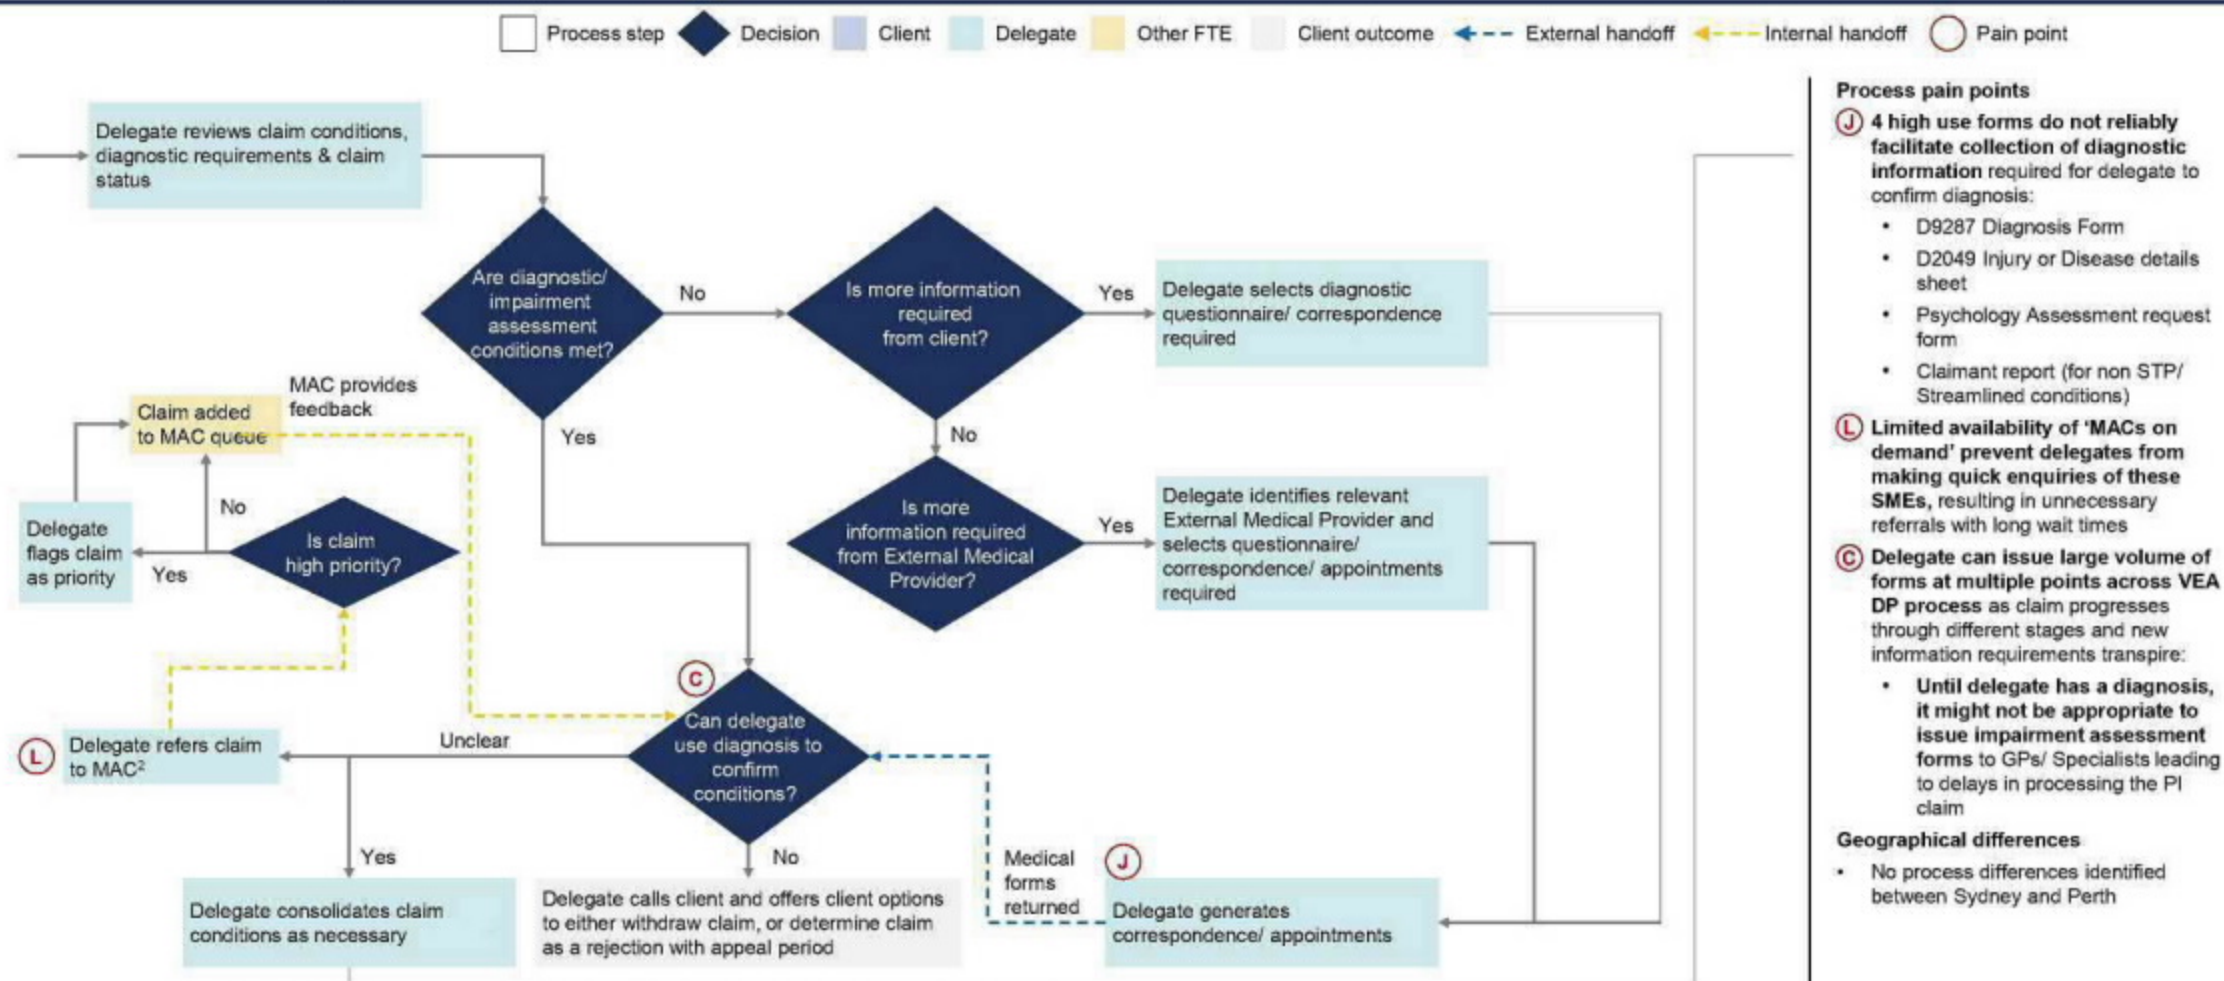 Process step
Decision
Client
Delegate
Other FTE
Client outcome
External handoff
Internal handoff
Pain point
Delegate reviews claim conditions,
diagnostic requirements & claim
status
Are diagnostic/
impairment
assessment
conditions met?
No
Is more information
required
from client?
Yes
Delegate selects diagnostic
questionnaire/ correspondence
required
Yes
No
Is more
information required
from External Medical
Provider?
Yes
Delegate identifies relevant
External Medical Provider and
selects questionnaire/
correspondence/ appointments
required
MAC provides
feedback
Claim added
to MAC queue
No
Delegate
flags claim
as priority
Yes
Is claim
high priority?
C
Can delegate
use diagnosis to
confirm
conditions?
Unclear
L
Delegate refers claim
to MAC²
Yes
Delegate consolidates claim
conditions as necessary
No
Delegate calls client and offers client options
to either withdraw claim, or determine claim
as a rejection with appeal period
Medical
forms
returned
J
Delegate generates
correspondence/ appointments
Process pain points
J 4 high use forms do not reliably
facilitate collection of diagnostic
information required for delegate to
confirm diagnosis:
• D9287 Diagnosis Form
• D2049 Injury or Disease details
sheet
• Psychology Assessment request
form
• Claimant report (for non STP/
Streamlined conditions)
L Limited availability of ‘MACs on
demand’ prevent delegates from
making quick enquiries of these
SMEs, resulting in unnecessary
referrals with long wait times
C Delegate can issue large volume of
forms at multiple points across VEA
DP process as claim progresses
through different stages and new
information requirements transpire:
• Until delegate has a diagnosis,
it might not be appropriate to
issue impairment assessment
forms to GPs/ Specialists leading
to delays in processing the PI
claim
Geographical differences
• No process differences identified
between Sydney and Perth